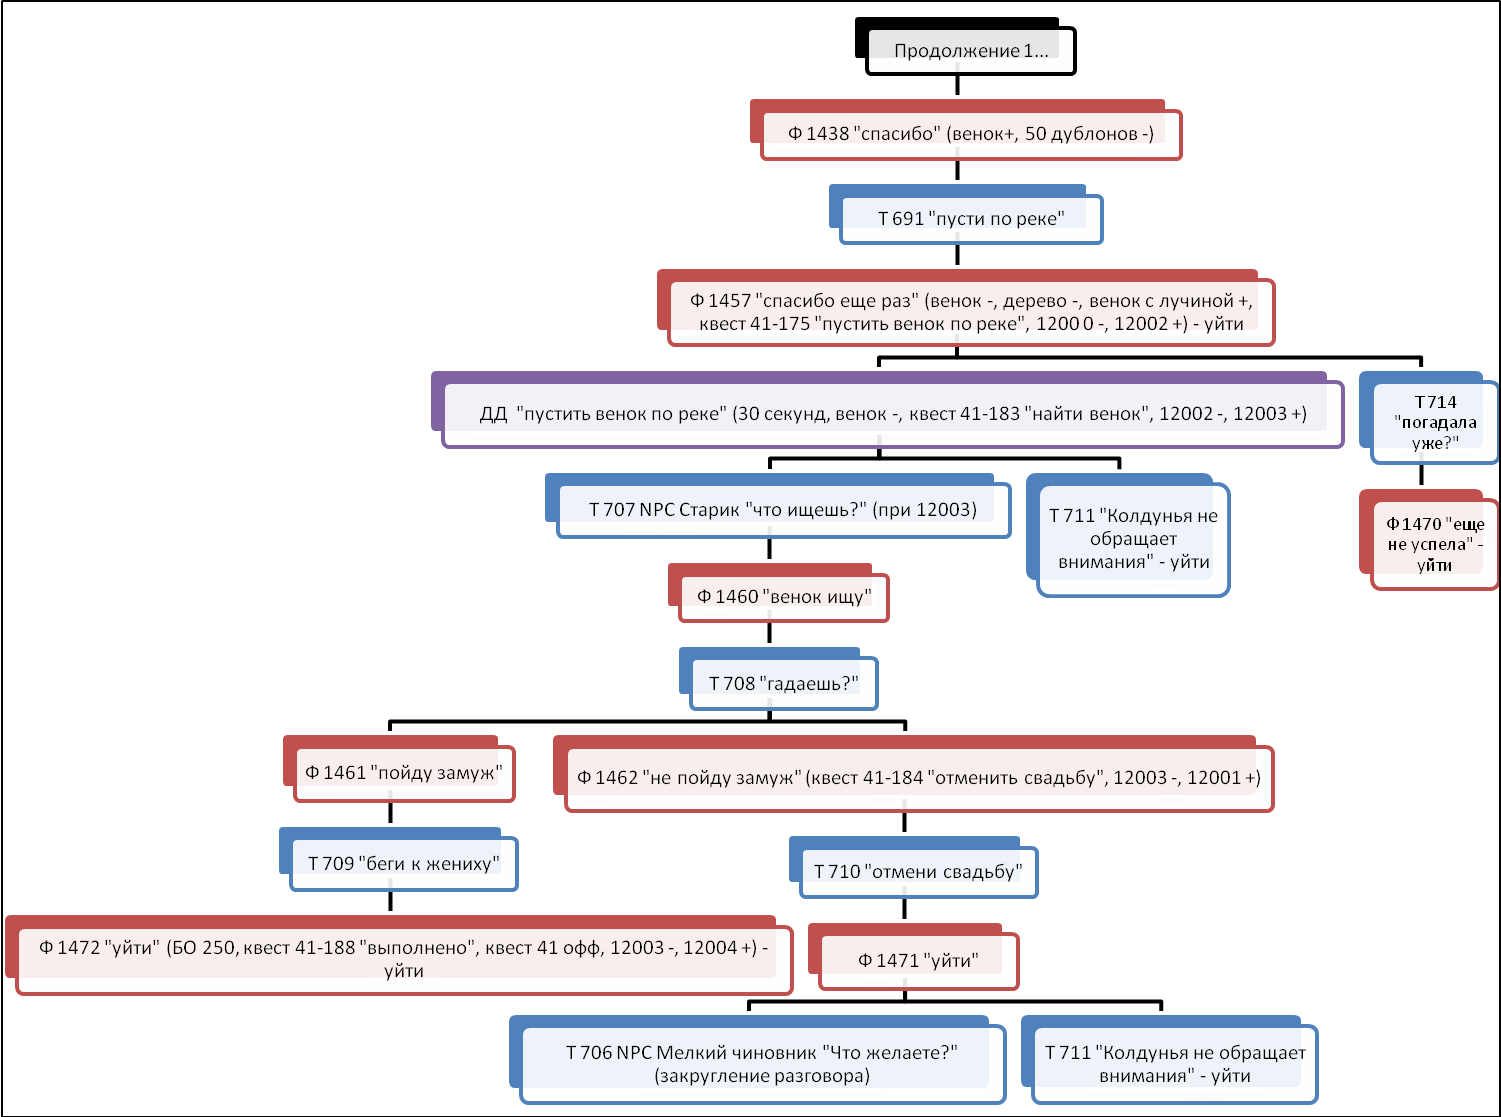 Продолжение 1...
Ф 1438 "спасибо" (венок+, 50 дублонов -)
Т 691 "пусти по реке"
Ф 1457 "спасибо еще раз" (венок -, дерево -, венок с лучиной +,
квест 41-175 "пустить венок по реке", 12000 -, 12002 +) - уйти
ДД "пустить венок по реке" (30 секунд, венок -, квест 41-183 "найти венок", 12002 -, 12003 +)
Т 714
"погадала
уже?"
Т 707 NPC Старик "что ищешь?" (при 12003)
Т 711 "Колдунья не
обращает
внимания" - уйти
Ф 1470 "еще
не успела" -
уйти
Ф 1460 "венок ищу"
Т 708 "гадаешь?"
Ф 1461 "пойду замуж"
Ф 1462 "не пойду замуж" (квест 41-184 "отменить свадьбу", 12003 -, 12001 +)
Т 709 "беги к жениху"
Т 710 "отмени свадьбу"
Ф 1472 "уйти" (БО 250, квест 41-188 "выполнено", квест 41 офф, 12003 -, 12004 +) -
уйти
Ф 1471 "уйти"
Т 706 NPC Мелкий чиновник "Что желаете?"
(закругление разговора)
Т 711 "Колдунья не обращает
внимания" - уйти